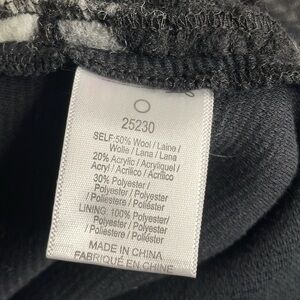 25230
SELF:50% Wool / Laine /
Wolle / Lana / Lana
20% Acrylic / Acrylique /
Acryl / Acrilico / Acrilico
30% Polyester /
Polyester / Polyester /
Poliestere / Poliéster
LINING: 100% Polyester /
Polyester / Polyester /
Poliestere / Poliéster
MADE IN CHINA
FABRIQUÉ EN CHINE